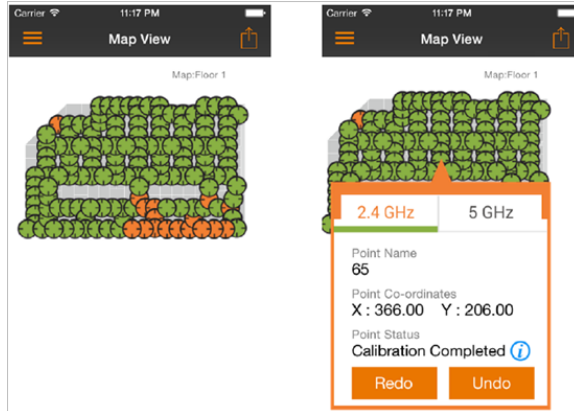 Carrier 11:17 PM
Map View
Map:Floor 1
Carrier 11:17 PM
Map View
Map:Floor 1
2.4 GHz 5 GHz
Point Name
65
Point Co-ordinates
X : 366.00 Y : 206.00
Point Status
Calibration Completed i
Redo Undo